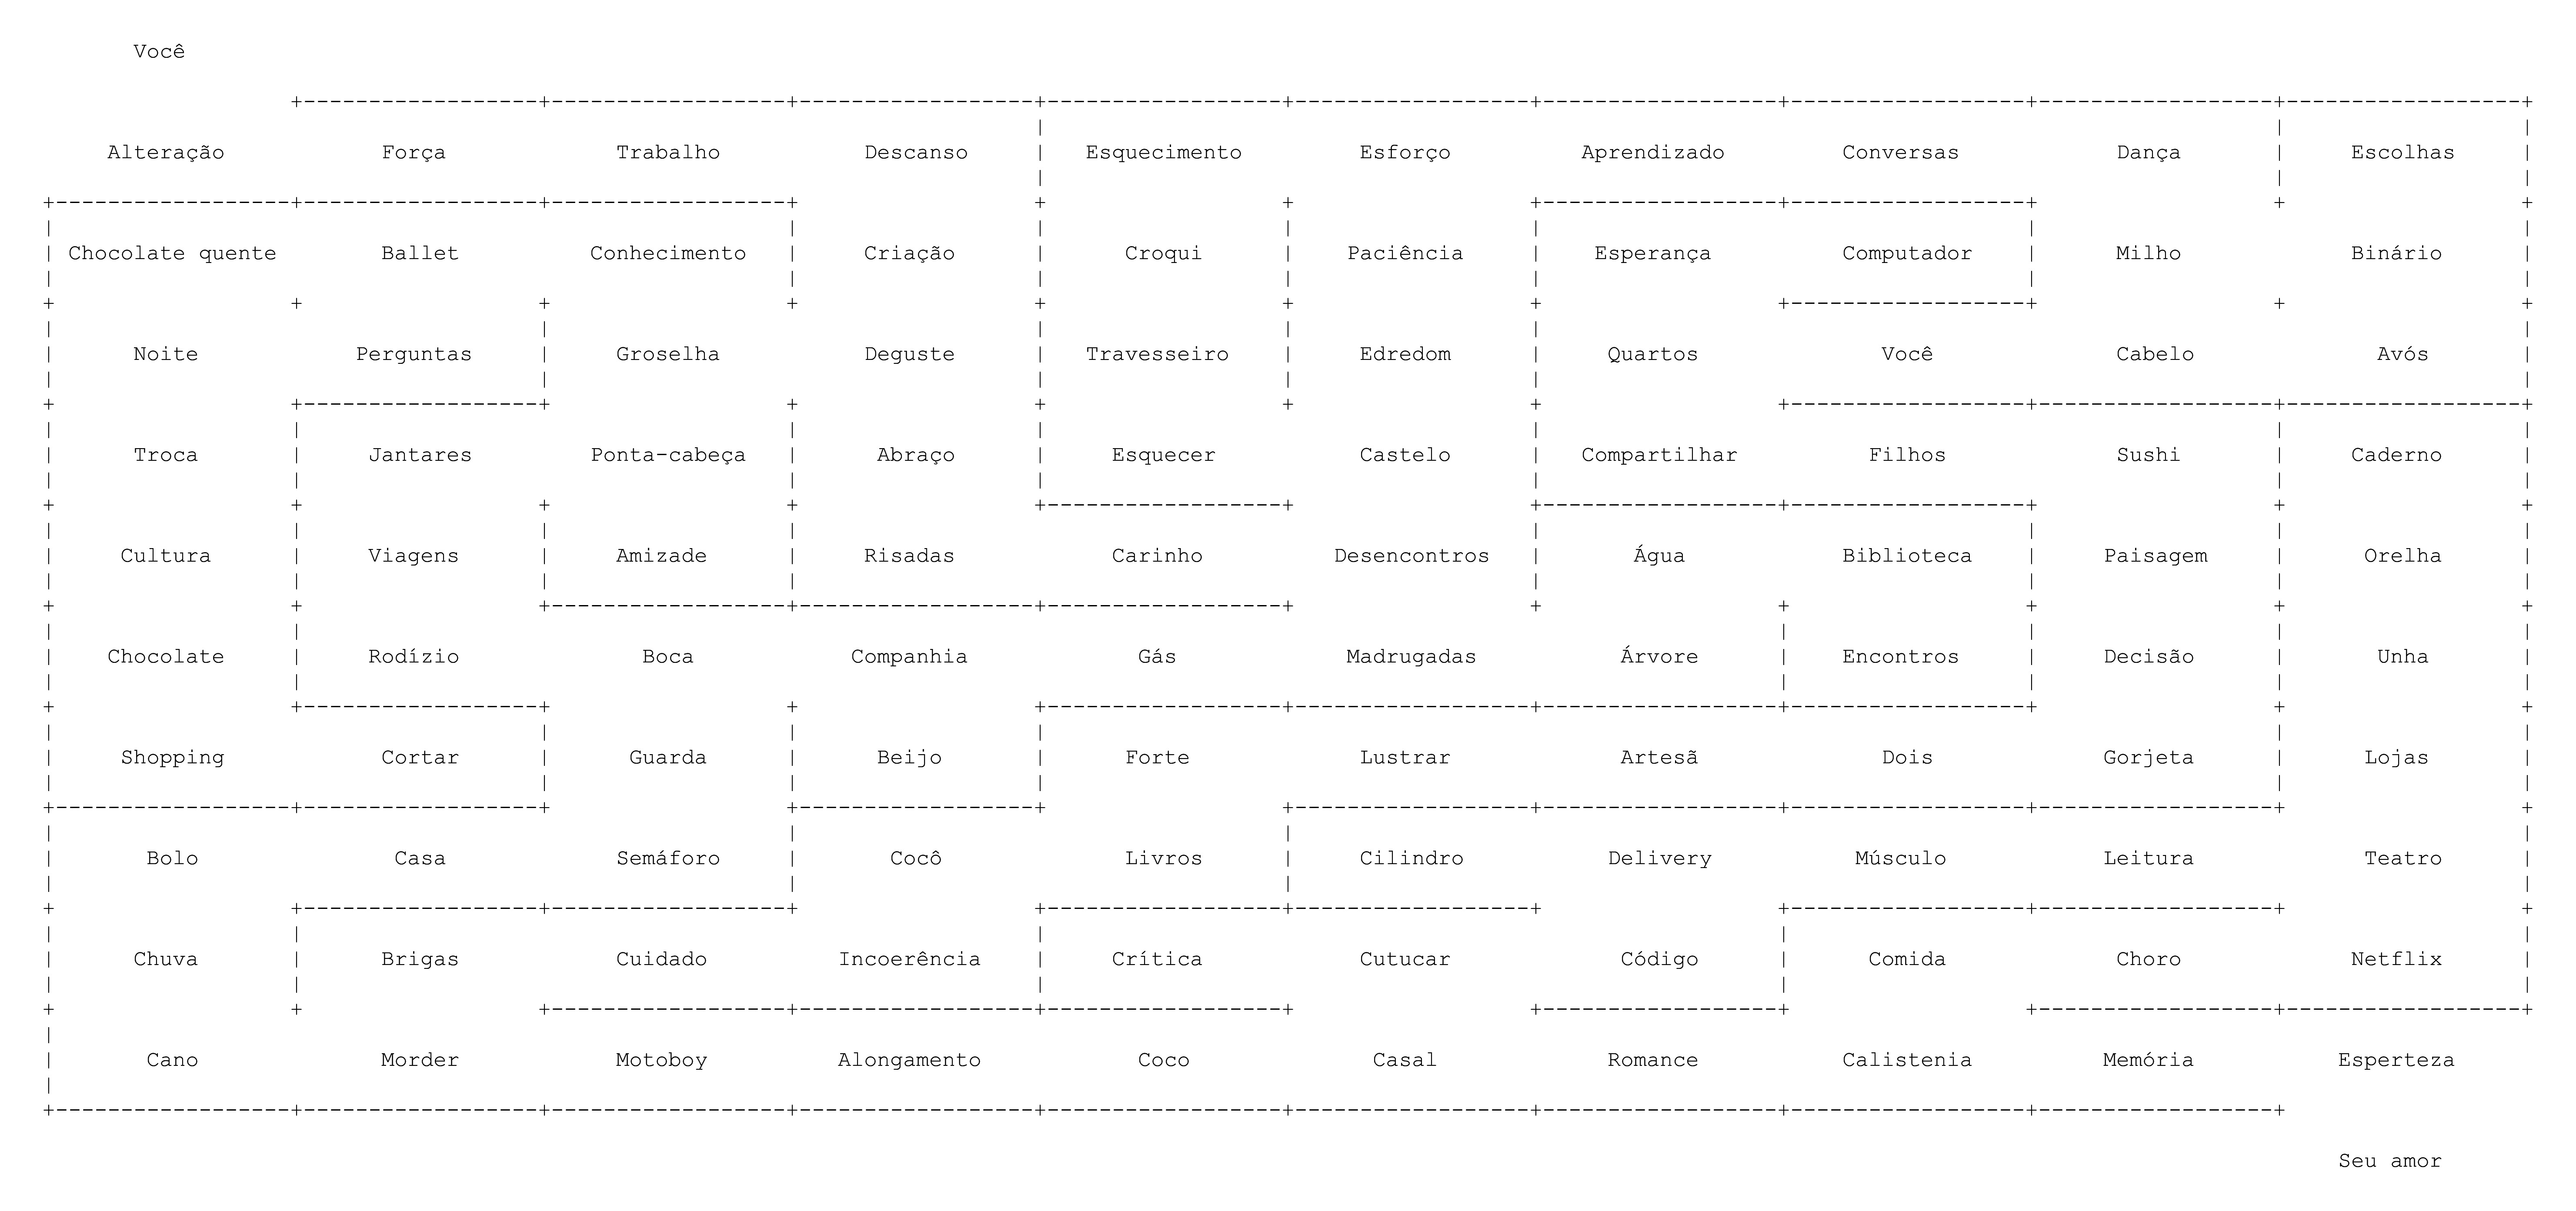 Você
Alteração Força Trabalho Descanso Esquecimento Esforço Aprendizado Conversas Dança Escolhas
Chocolate quente Ballet Conhecimento Criação Croqui Paciência Esperança Computador Milho Binário
Noite Perguntas Groselha Deguste Travesseiro Edredom Quartos Você Cabelo Avós
Troca Jantares Ponta-cabeça Abraço Esquecer Castelo Compartilhar Filhos Sushi Caderno
Cultura Viagens Amizade Risadas Carinho Desencontros Água Biblioteca Paisagem Orelha
Chocolate Rodízio Boca Companhia Gás Madrugadas Árvore Encontros Decisão Unha
Shopping Cortar Guarda Beijo Forte Lustrar Artesã Dois Gorjeta Lojas
Bolo Casa Semáforo Cocô Livros Cilindro Delivery Músculo Leitura Teatro
Chuva Brigas Cuidado Incoerência Crítica Cutucar Código Comida Choro Netflix
Cano Morder Motoboy Alongamento Coco Casal Romance Calistenia Memória Esperteza
Seu amor